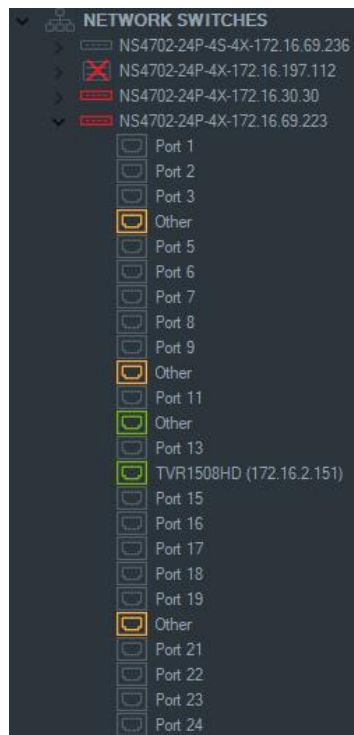 NETWORK SWITCHES
NS4702-24P-4S-4X-172.16.69.236
NS4702-24P-4X-172.16.197.112
NS4702-24P-4X-172.16.30.30
NS4702-24P-4X-172.16.69.223
Port 1
Port 2
Port 3
Other
Port 5
Port 6
Port 7
Port 8
Port 9
Other
Port 11
Other
Port 13
TVR1508HD (172.16.2.151)
Port 15
Port 16
Port 17
Port 18
Port 19
Other
Port 21
Port 22
Port 23
Port 24